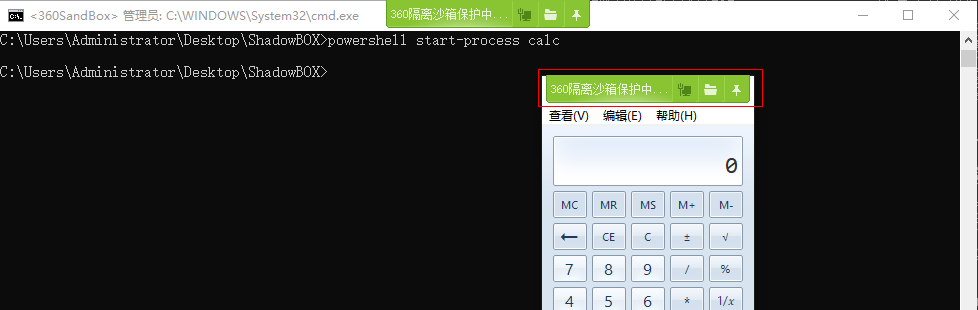 <360SandBox> 管理员: C:\WINDOWS\System32\cmd.exe
360隔离沙箱保护中...
C:\Users\Administrator\Desktop\ShadowBOX>powershell start-process calc
C:\Users\Administrator\Desktop\ShadowBOX>
360隔离沙箱保护中...
查看(V) 编辑(E) 帮助(H)
0
MC MR MS M+ M-
← CE C ± √
7 8 9 / %
4 5 6 * 1/x